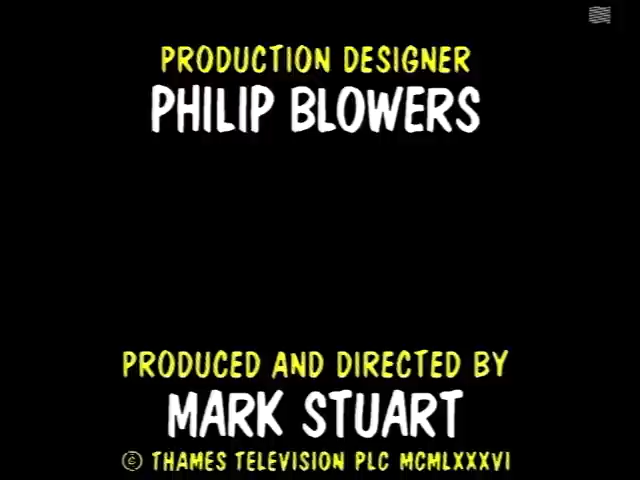 PRODUCTION DESIGNER
PHILIP BLOWERS
PRODUCED AND DIRECTED BY
MARK STUART
© THAMES TELEVISION PLC MCMLXXXVI